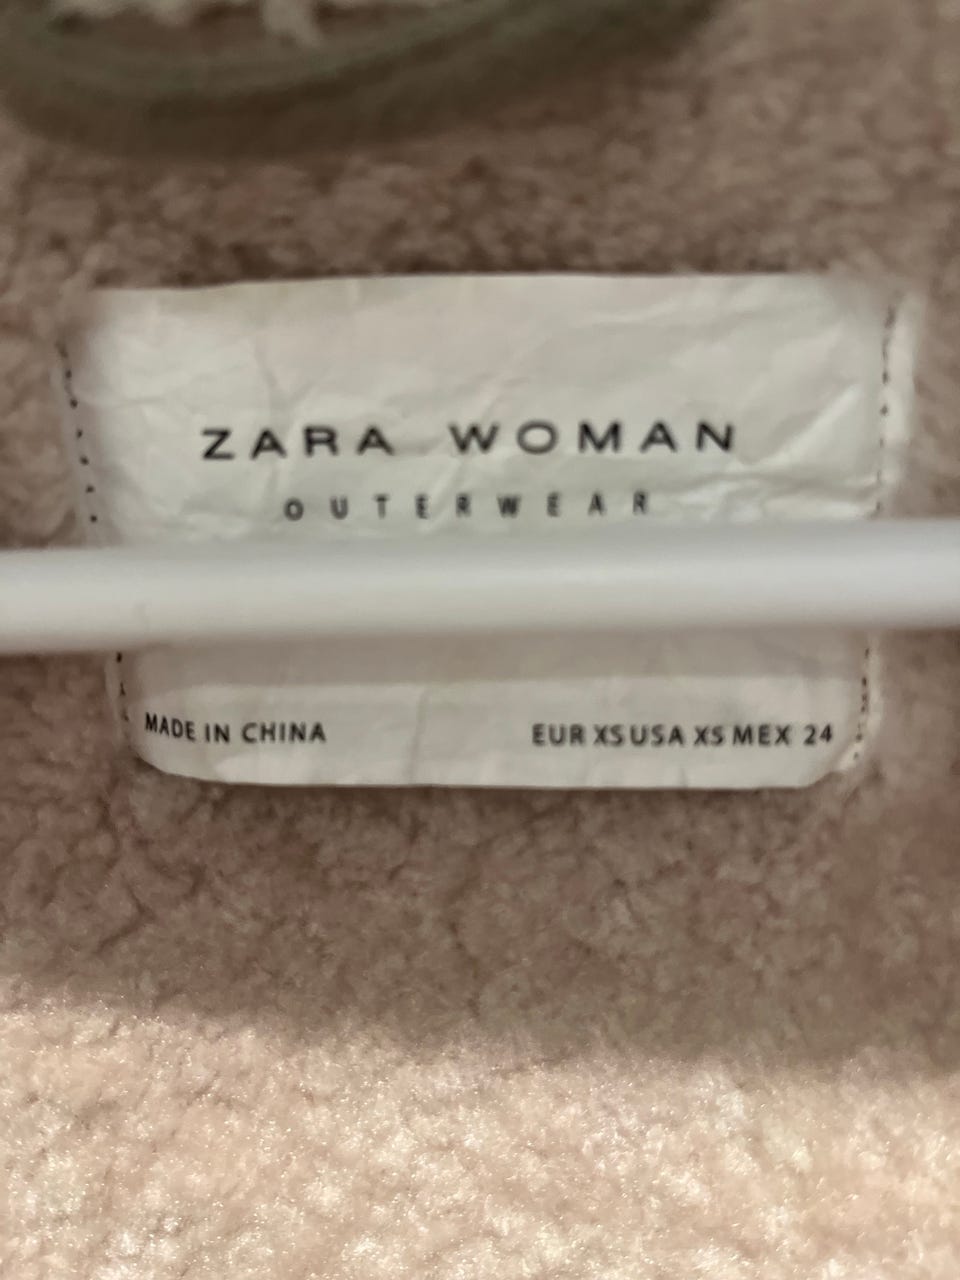 ZARA WOMAN
OUTERWEAR
MADE IN CHINA
EUR XS USA XS MEX 24